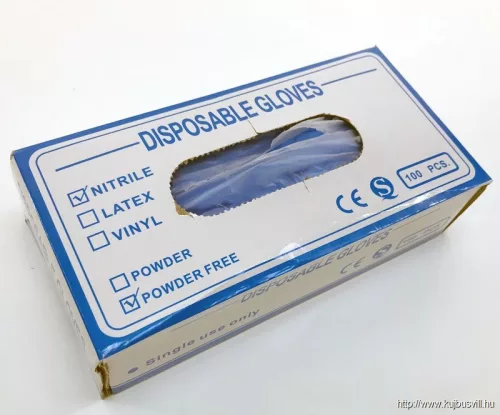 DISPOSABLE GLOVES
NITRILE
LATEX
VINYL
POWDER
POWDER FREE
CE
100 PCS.
DISPOSABLE GLOVES
CE
Single use only
http://www.kujbusvill.hu